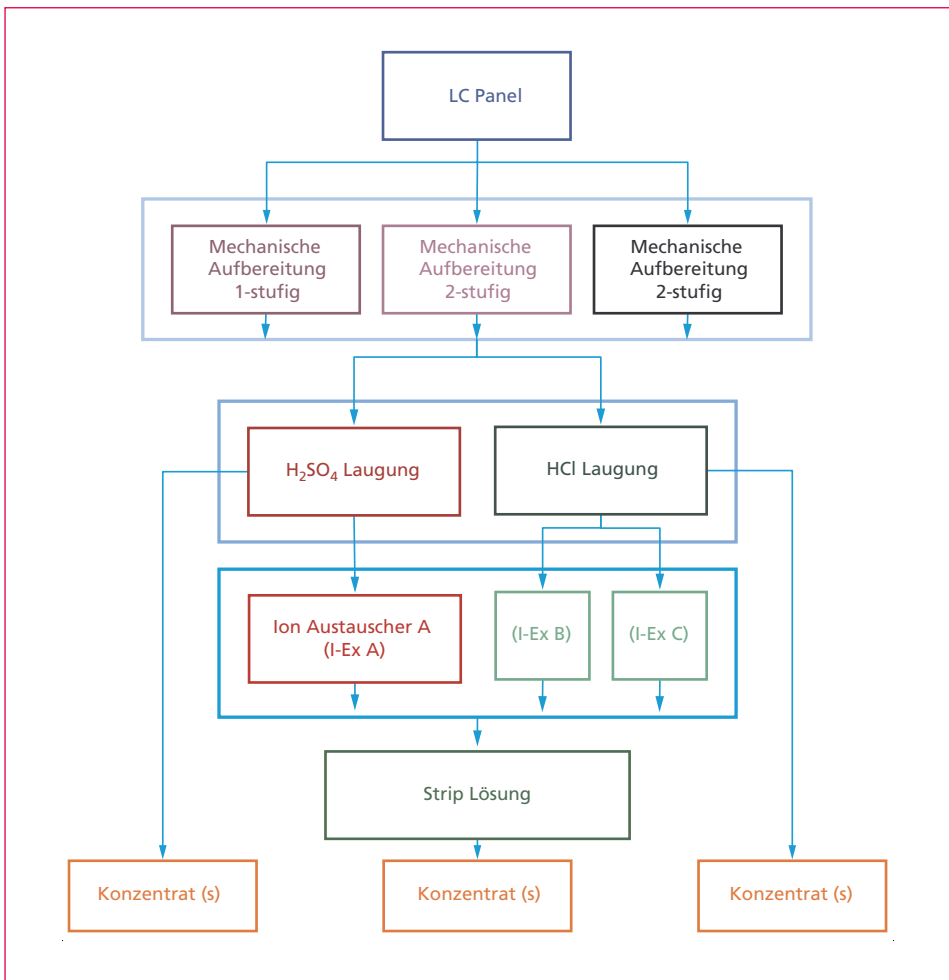 LC Panel
Mechanische
Aufbereitung
1-stufig
Mechanische
Aufbereitung
2-stufig
Mechanische
Aufbereitung
2-stufig
H₂SO₄ Laugung
HCl Laugung
Ion Austauscher A
(I-Ex A)
(I-Ex B)
(I-Ex C)
Strip Lösung
Konzentrat (s)
Konzentrat (s)
Konzentrat (s)